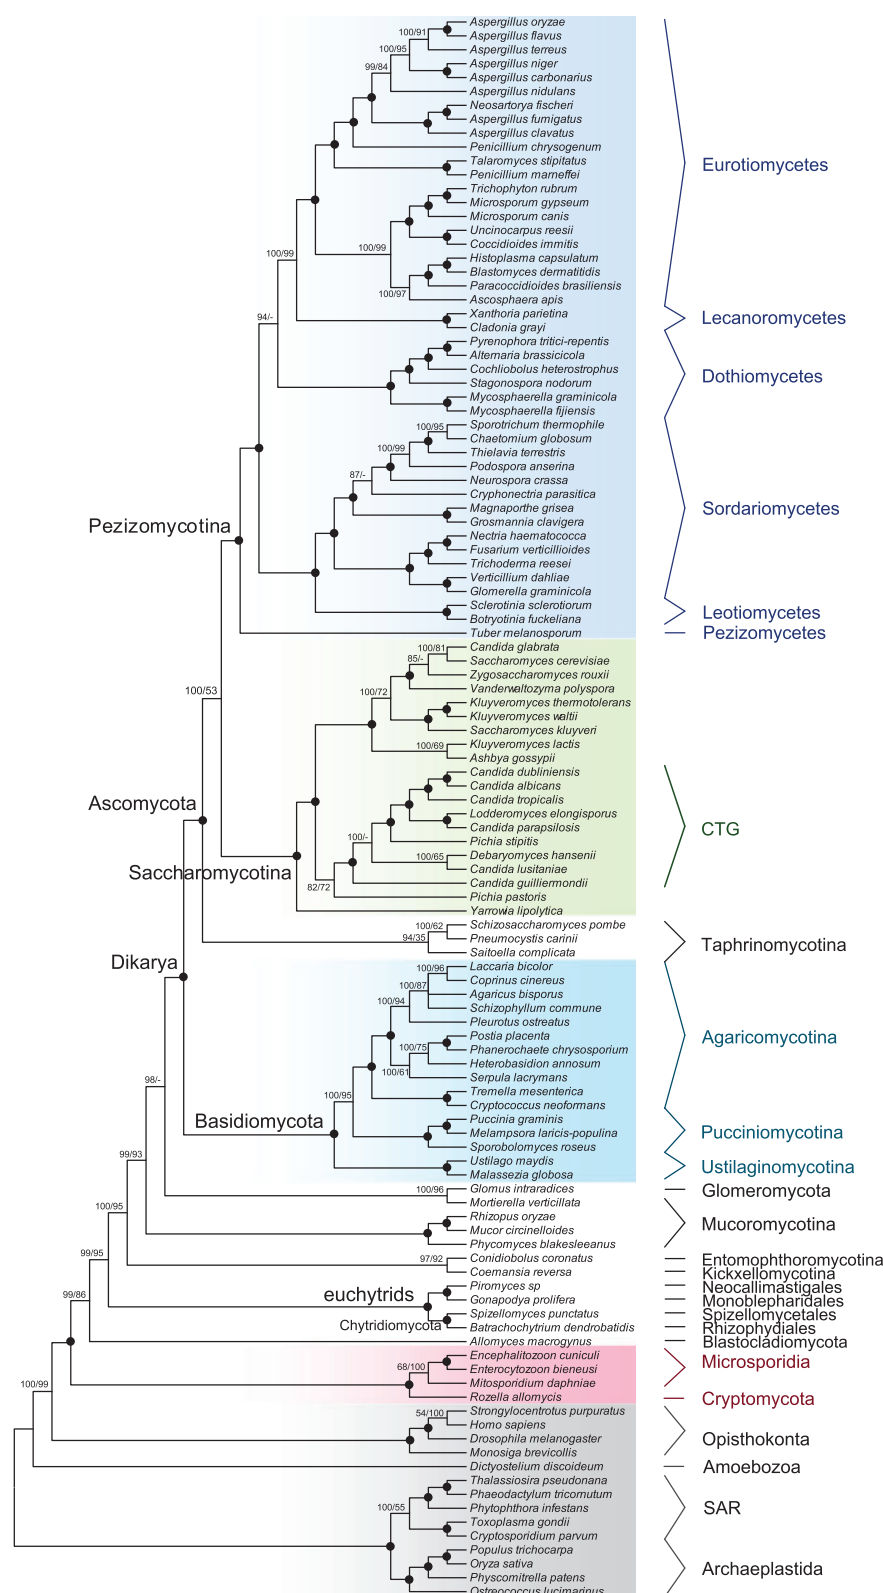 Aspergillus oryzae
100/91
Aspergillus flavus
Aspergillus terreus
100/95
Aspergillus niger
99/84
Aspergillus carbonarius
Aspergillus nidulans
Neosartorya fischeri
Aspergillus fumigatus
Aspergillus clavatus
Penicillium chrysogenum
Talaromyces stipitatus
Eurotiomycetes
Penicillium marneffei
Trichophyton rubrum
Microsporum gypseum
Microsporum canis
Uncinocarpus reesii
100/99
100/99
Coccidioides immitis
Histoplasma capsulatum
Blastomyces dermatitidis
Paracoccidioides brasiliensis
100/97
Ascosphaera apis
Xanthoria parietina
94/-
Lecanoromycetes
Cladonia grayi
Pyrenophora tritici-repentis
Alternaria brassicicola
Cochliobolus heterostrophus
Dothiomycetes
Stagonospora nodorum
Mycosphaerella graminicola
Mycosphaerella fijiensis
100/95
Sporotrichum thermophile
Chaetomium globosum
100/99
Thielavia terrestris
Podospora anserina
87/-
Neurospora crassa
Cryphonectria parasitica
Magnaporthe grisea
Sordariomycetes
Grosmannia clavigera
Pezizomycotina
Nectria haematococca
Fusarium verticillioides
Trichoderma reesei
Verticillium dahliae
Glomerella graminicola
Sclerotinia sclerotiorum
Leotiomycetes
Botryotinia fuckeliana
Tuber melanosporum
Pezizomycetes
100/81
Candida glabrata
85/-
Saccharomyces cerevisiae
Zygosaccharomyces rouxii
100/53
100/72
Vanderwaltozyma polyspora
Kluyveromyces thermotolerans
Kluyveromyces waltii
Saccharomyces kluyveri
100/69
Kluyveromyces lactis
Ashbya gossypii
Candida dubliniensis
Candida albicans
Ascomycota
Candida tropicalis
Lodderomyces elongisporus
Candida parapsilosis
CTG
100/-
Pichia stipitis
100/65
Debaryomyces hansenii
Saccharomycotina
Candida lusitaniae
82/72
Candida guilliermondii
Pichia pastoris
Yarrowia lipolytica
100/62
Schizosaccharomyces pombe
94/35
Pneumocystis carinii
Taphrinomycotina
Saitoella complicata
Dikarya
100/96
Laccaria bicolor
Coprinus cinereus
100/87
Agaricus bisporus
100/94
Schizophyllum commune
Pleurotus ostreatus
Postia placenta
Agaricomycotina
100/75
Phanerochaete chrysosporium
Heterobasidion annosum
100/61
Serpula lacrymans
98/-
100/95
Tremella mesenterica
Cryptococcus neoformans
Basidiomycota
Puccinia graminis
Melampsora laricis-populina
Pucciniomycotina
Sporobolomyces roseus
99/93
Ustilago maydis
Ustilaginomycotina
Malassezia globosa
100/96
Glomus intraradices
Glomeromycota
Mortierella verticillata
100/95
Rhizopus oryzae
Mucoromycotina
Mucor circinelloides
Phycomyces blakesleeanus
99/95
97/92
Conidiobolus coronatus
Entomophthoromycotina
Coemansia reversa
Kickxellomycotina
99/86
euchytrids
Piromyces sp
Neocallimastigales
Gonapodya prolifera
Monoblepharidales
Spizellomyces punctatus
Spizellomycetales
Chytridiomycota
Batrachochytrium dendrobatidis
Rhizophydiales
Allomyces macrogynus
Blastocladiomycota
Encephalitozoon cuniculi
68/100
Enterocytozoon bieneusi
Microsporidia
100/99
Mitosporidium daphniae
Rozella allomycis
Cryptomycota
54/100
Strongylocentrotus purpuratus
Homo sapiens
Drosophila melanogaster
Opisthokonta
Monosiga brevicollis
Dictyostelium discoideum
Amoebozoa
Thalassiosira pseudonana
Phaeodactylum tricornutum
100/55
Phytophthora infestans
SAR
Toxoplasma gondii
Cryptosporidium parvum
Populus trichocarpa
Oryza sativa
Archaeplastida
Physcomitrella patens
Ostreococcus lucimarinus